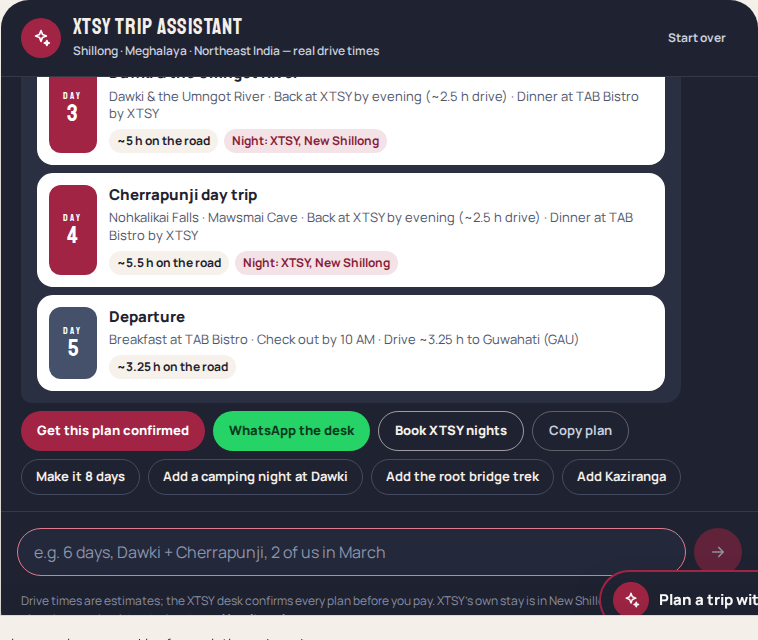 XTSY TRIP ASSISTANT
Shillong · Meghalaya · Northeast India — real drive times
Start over
DAY
3
Dawki & the Umngot River · Back at XTSY by evening (~2.5 h drive) · Dinner at TAB Bistro
by XTSY
~5 h on the road
Night: XTSY, New Shillong
DAY
4
Cherrapunji day trip
Nohkalikai Falls · Mawsmai Cave · Back at XTSY by evening (~2.5 h drive) · Dinner at TAB
Bistro by XTSY
~5.5 h on the road
Night: XTSY, New Shillong
DAY
5
Departure
Breakfast at TAB Bistro · Check out by 10 AM · Drive ~3.25 h to Guwahati (GAU)
~3.25 h on the road
Get this plan confirmed
WhatsApp the desk
Book XTSY nights
Copy plan
Make it 8 days
Add a camping night at Dawki
Add the root bridge trek
Add Kaziranga
e.g. 6 days, Dawki + Cherrapunji, 2 of us in March
Drive times are estimates; the XTSY desk confirms every plan before you pay. XTSY's own stay is in New Shillo
Plan a trip wit